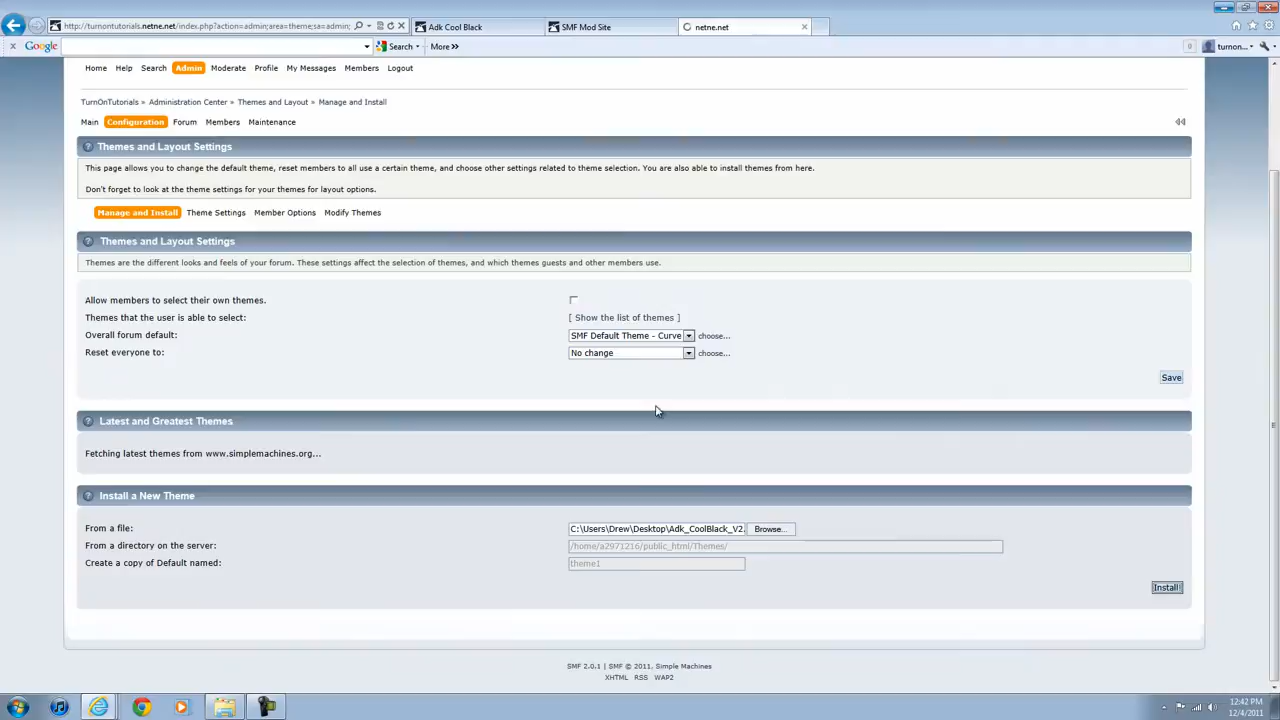 http://turnontutorials.netne.net/index.php?action=admin;area=theme;sa=admin;
Adk Cool Black
SMF Mod Site
netne.net
Google
Search
More »
turnon...
Home Help Search Admin Moderate Profile My Messages Members Logout
TurnOnTutorials » Administration Center » Themes and Layout » Manage and Install
Main Configuration Forum Members Maintenance
Themes and Layout Settings
This page allows you to change the default theme, reset members to all use a certain theme, and choose other settings related to theme selection. You are also able to install themes from here.
Don't forget to look at the theme settings for your themes for layout options.
Manage and Install Theme Settings Member Options Modify Themes
Themes and Layout Settings
Themes are the different looks and feels of your forum. These settings affect the selection of themes, and which themes guests and other members use.
Allow members to select their own themes.
Themes that the user is able to select: [ Show the list of themes ]
Overall forum default: SMF Default Theme - Curve choose...
Reset everyone to: No change choose...
Save
Latest and Greatest Themes
Fetching latest themes from www.simplemachines.org...
Install a New Theme
From a file: C:\Users\Drew\Desktop\Adk_CoolBlack_V2. Browse...
From a directory on the server: /home/a2971216/public_html/Themes/
Create a copy of Default named: theme1
Install!
SMF 2.0.1 | SMF © 2011, Simple Machines
XHTML RSS WAP2
12:42 PM
12/4/2011